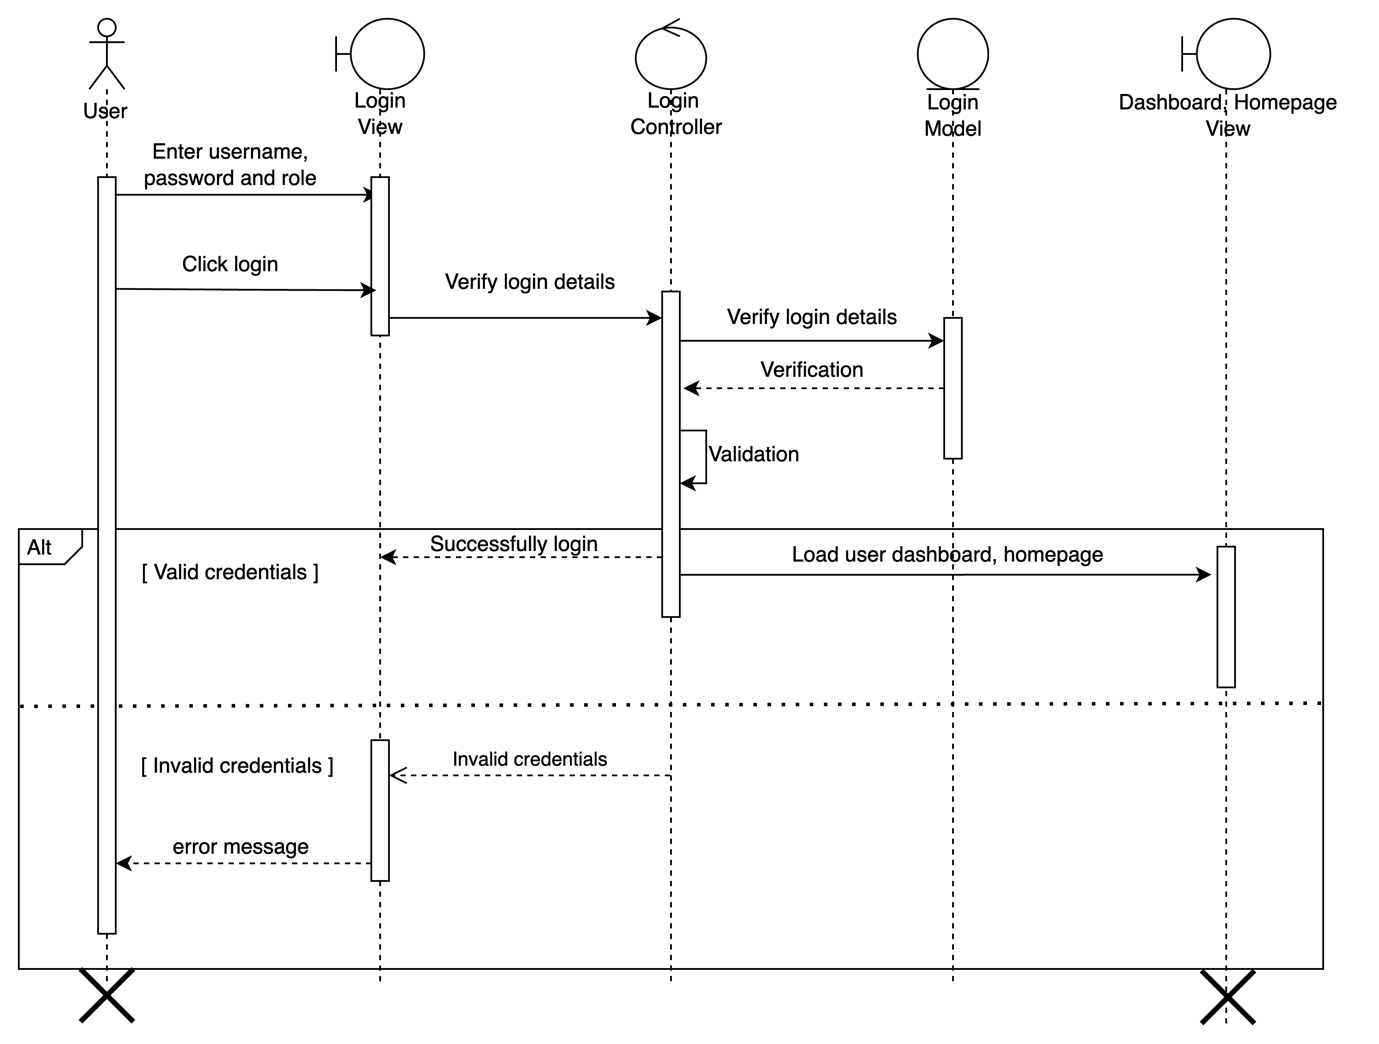 User
Login
View
Login
Controller
Login
Model
Dashboard, Homepage
View
Enter username,
password and role
Click login
Verify login details
Verify login details
Verification
Validation
Alt
Successfully login
Load user dashboard, homepage
[ Valid credentials ]
[ Invalid credentials ]
Invalid credentials
error message